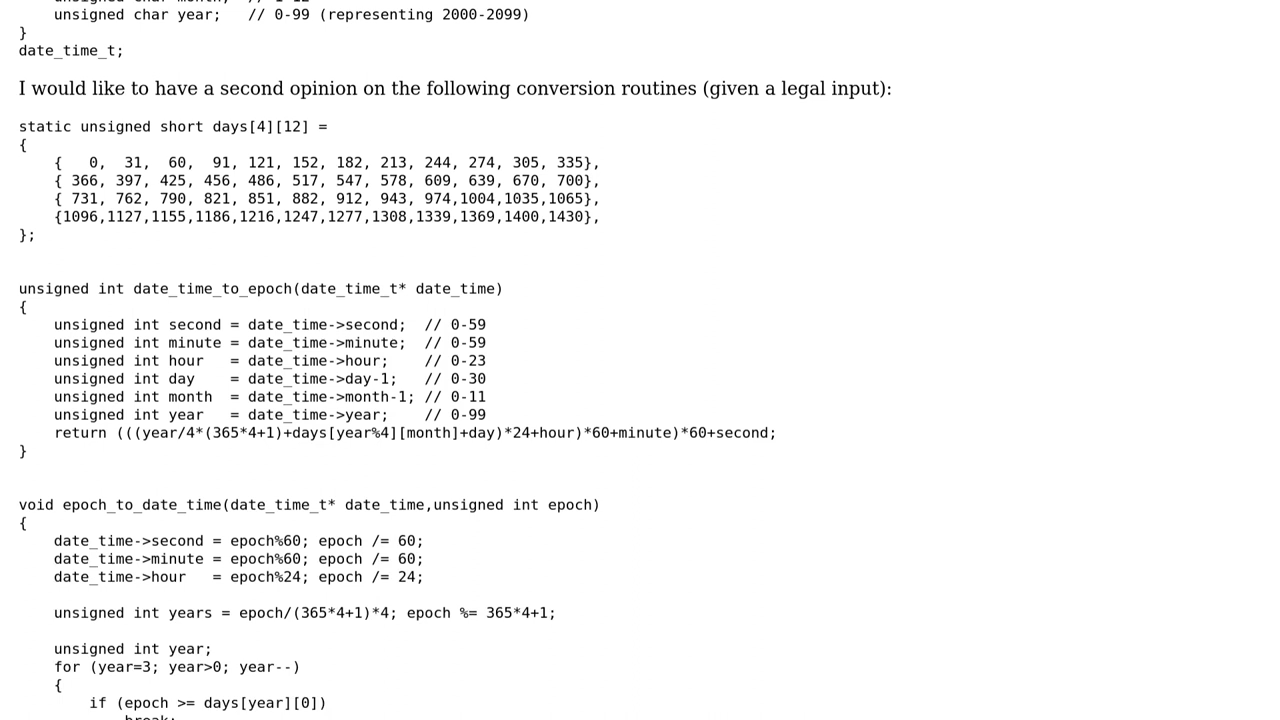 unsigned char month;  // 1-12
    unsigned char year;   // 0-99 (representing 2000-2099)
}
date_time_t;
I would like to have a second opinion on the following conversion routines (given a legal input):
static unsigned short days[4][12] =
{
    {   0,  31,  60,  91, 121, 152, 182, 213, 244, 274, 305, 335},
    { 366, 397, 425, 456, 486, 517, 547, 578, 609, 639, 670, 700},
    { 731, 762, 790, 821, 851, 882, 912, 943, 974,1004,1035,1065},
    {1096,1127,1155,1186,1216,1247,1277,1308,1339,1369,1400,1430},
};
unsigned int date_time_to_epoch(date_time_t* date_time)
{
    unsigned int second = date_time->second;  // 0-59
    unsigned int minute = date_time->minute;  // 0-59
    unsigned int hour   = date_time->hour;    // 0-23
    unsigned int day    = date_time->day-1;   // 0-30
    unsigned int month  = date_time->month-1; // 0-11
    unsigned int year   = date_time->year;    // 0-99
    return (((year/4*(365*4+1)+days[year%4][month]+day)*24+hour)*60+minute)*60+second;
}
void epoch_to_date_time(date_time_t* date_time,unsigned int epoch)
{
    date_time->second = epoch%60; epoch /= 60;
    date_time->minute = epoch%60; epoch /= 60;
    date_time->hour   = epoch%24; epoch /= 24;
    unsigned int years = epoch/(365*4+1)*4; epoch %= 365*4+1;
    unsigned int year;
    for (year=3; year>0; year--)
    {
        if (epoch >= days[year][0])
            break;